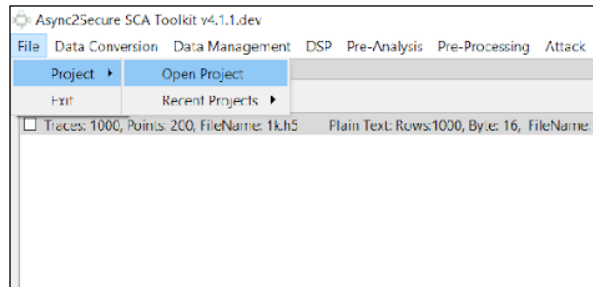 Async2Secure SCA Toolkit v4.1.1.dev
File Data Conversion Data Management DSP Pre-Analysis Pre-Processing Attack
Project Open Project
Exit Recent Projects
Traces: 1000, Points: 200, FileName: 1k.h5 Plain Text: Rows:1000, Byte: 16, FileName: